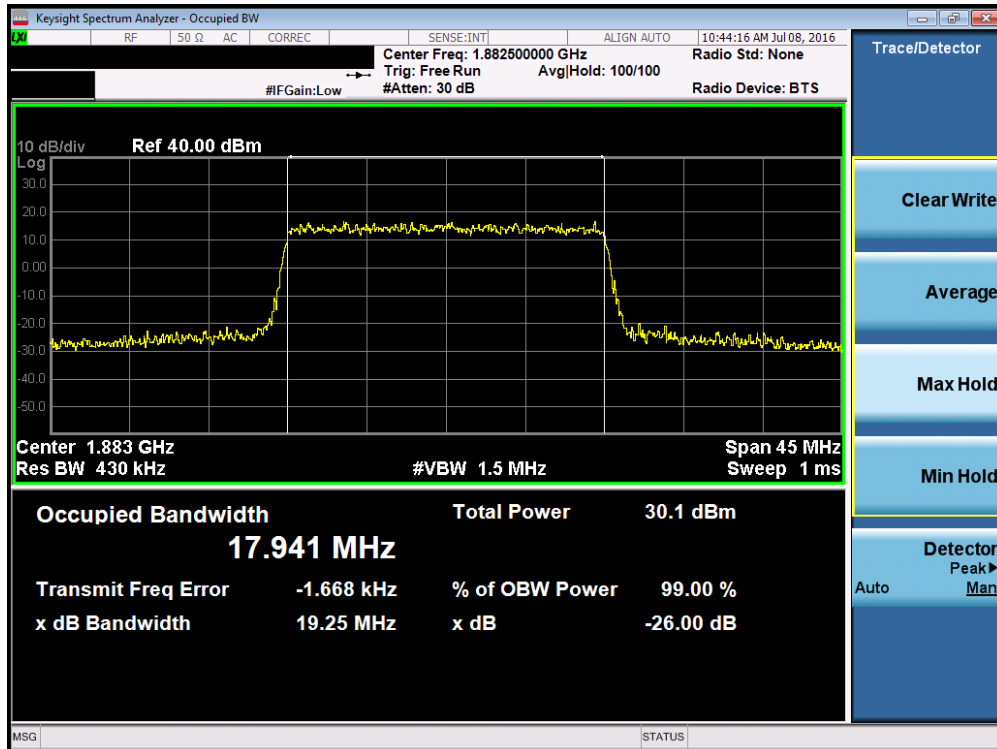 Keysight Spectrum Analyzer - Occupied BW
LXI RF 50 Ω AC CORREC SENSE:INT ALIGN AUTO 10:44:16 AM Jul 08, 2016
Center Freq: 1.882500000 GHz Radio Std: None
Trig: Free Run Avg|Hold: 100/100
#IFGain:Low #Atten: 30 dB Radio Device: BTS
10 dB/div Ref 40.00 dBm
Log
30.0
20.0
10.0
0.00
-10.0
-20.0
-30.0
-40.0
-50.0
Center 1.883 GHz Span 45 MHz
Res BW 430 kHz #VBW 1.5 MHz Sweep 1 ms
Occupied Bandwidth Total Power 30.1 dBm
17.941 MHz
Transmit Freq Error -1.668 kHz % of OBW Power 99.00 %
x dB Bandwidth 19.25 MHz x dB -26.00 dB
Trace/Detector
Clear Write
Average
Max Hold
Min Hold
Detector
Peak▶
Auto Man
MSG STATUS